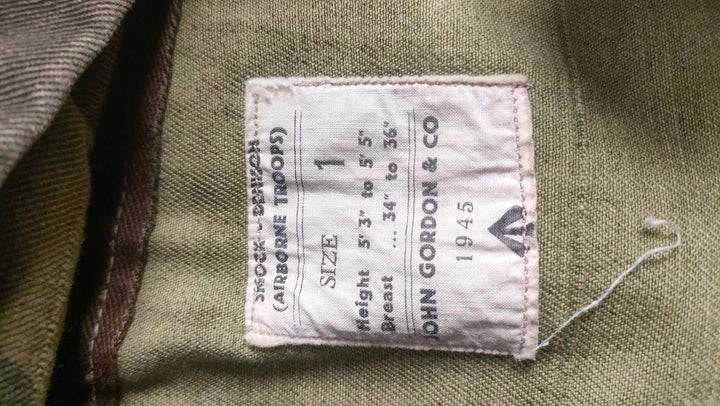 SMOCK - DENISON
(AIRBORNE TROOPS)
SIZE 1
Height 5' 3" to 5' 5"
Breast ... 34" to 36"
JOHN GORDON & CO
1945